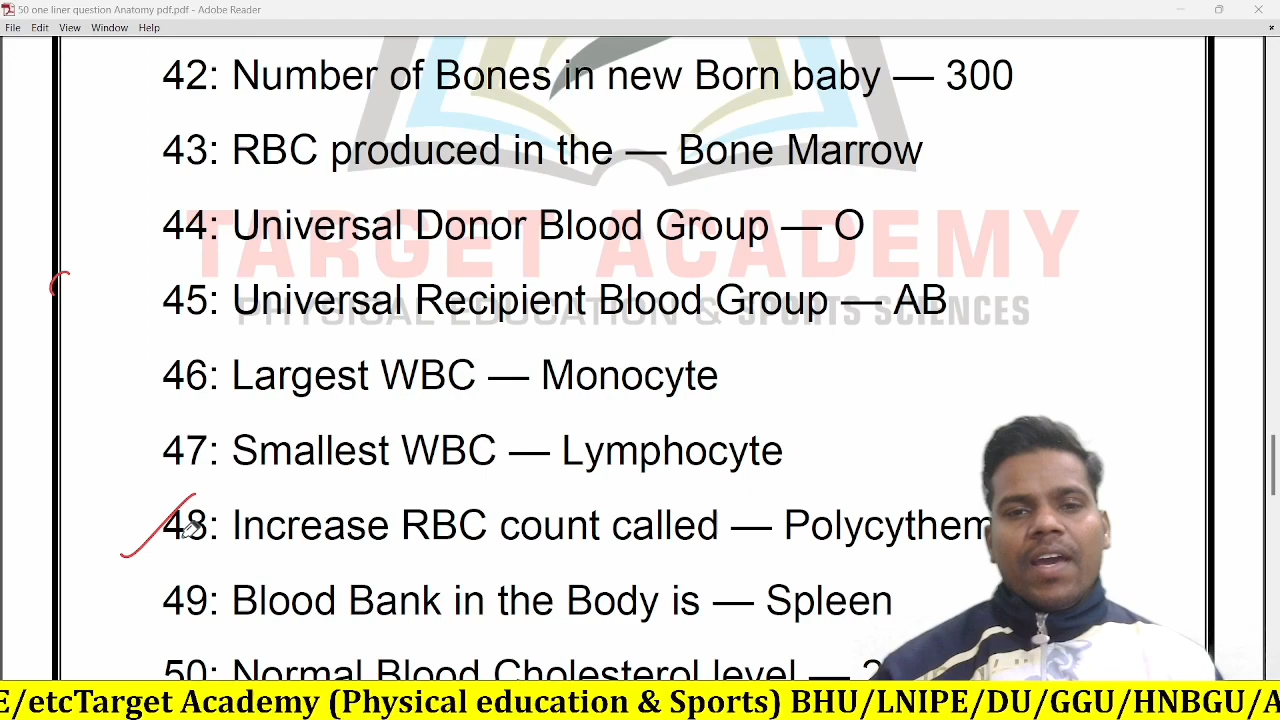 50 one liner question Anatomy pdf.pdf - Adobe Reader
File Edit View Window Help
42: Number of Bones in new Born baby — 300
43: RBC produced in the — Bone Marrow
44: Universal Donor Blood Group — O
TARGET ACADEMY
45: Universal Recipient Blood Group — AB
PHYSICAL EDUCATION & SPORTS SCIENCES
46: Largest WBC — Monocyte
47: Smallest WBC — Lymphocyte
48: Increase RBC count called — Polycythem
49: Blood Bank in the Body is — Spleen
50: Normal Blood Cholesterol level — 2
E/etcTarget Academy (Physical education & Sports) BHU/LNIPE/DU/GGU/HNBGU/A